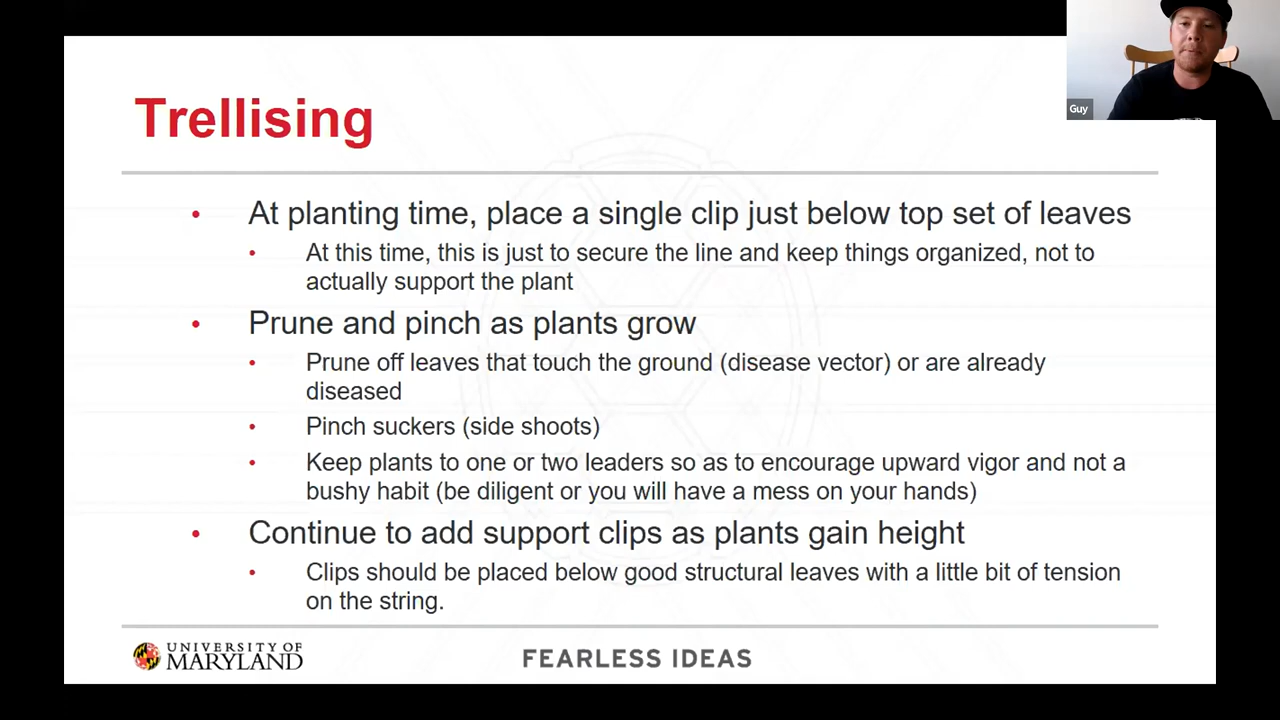 Guy
Trellising
• At planting time, place a single clip just below top set of leaves
• At this time, this is just to secure the line and keep things organized, not to
actually support the plant
• Prune and pinch as plants grow
• Prune off leaves that touch the ground (disease vector) or are already
diseased
• Pinch suckers (side shoots)
• Keep plants to one or two leaders so as to encourage upward vigor and not a
bushy habit (be diligent or you will have a mess on your hands)
• Continue to add support clips as plants gain height
• Clips should be placed below good structural leaves with a little bit of tension
on the string.
UNIVERSITY OF
MARYLAND
FEARLESS IDEAS